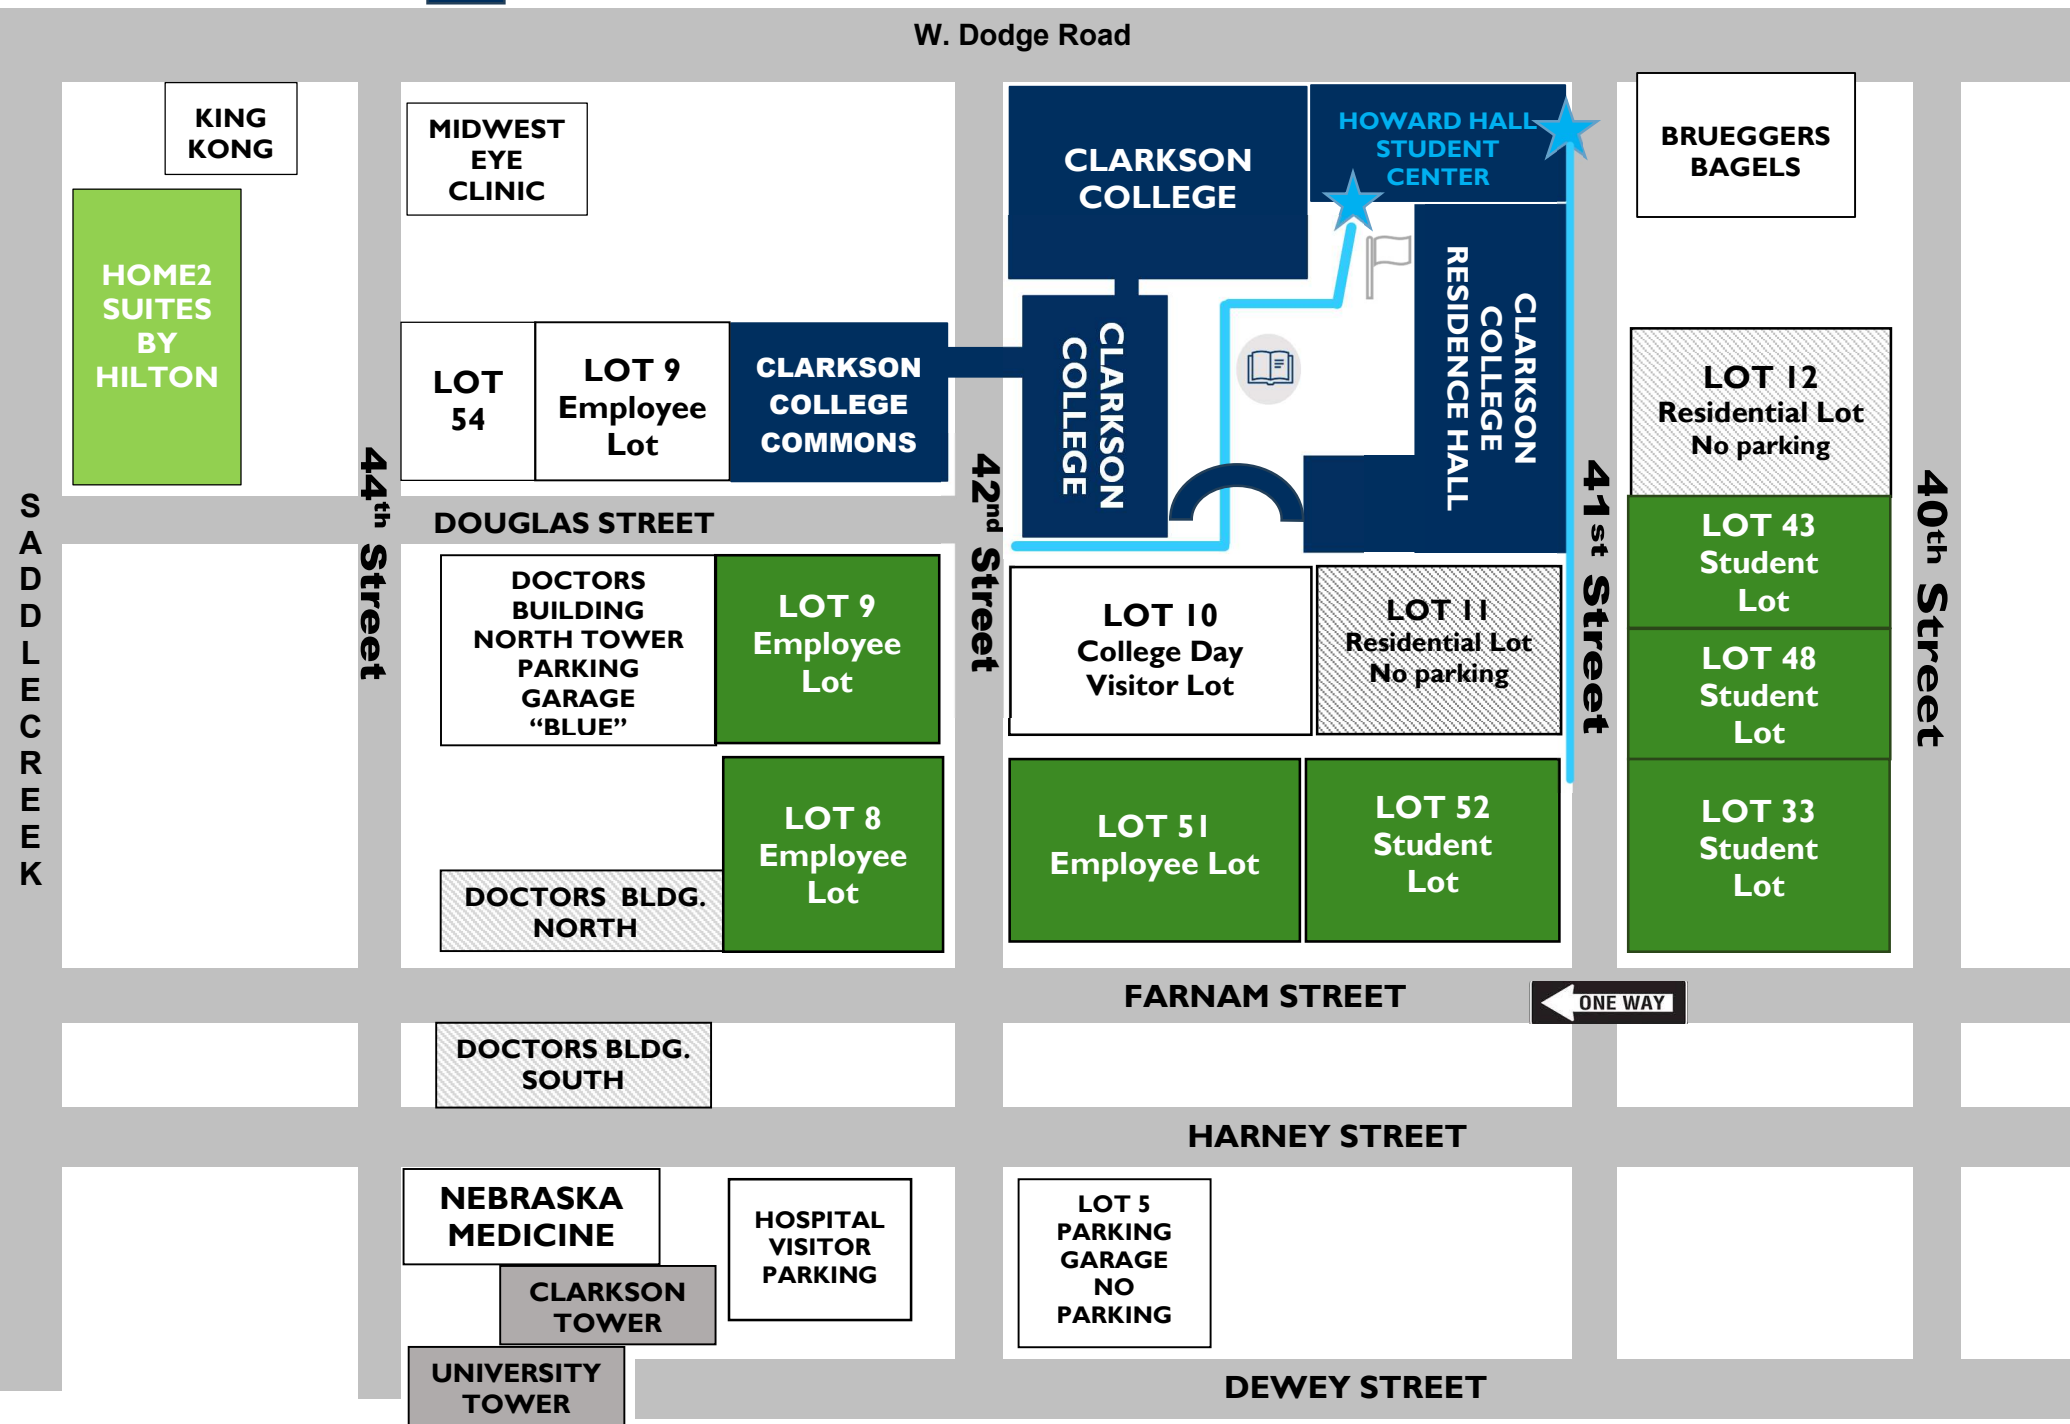 W. Dodge Road
KING
KONG
MIDWEST
EYE
CLINIC
CLARKSON
COLLEGE
HOWARD HALL
STUDENT
CENTER
BRUEGGERS
BAGELS
HOME2
SUITES
BY
HILTON
LOT
54
LOT 9
Employee
Lot
CLARKSON
COLLEGE
COMMONS
CLARKSON
COLLEGE
CLARKSON
COLLEGE
RESIDENCE HALL
LOT 12
Residential Lot
No parking
SADDLECREEK
44th Street
DOUGLAS STREET
42nd Street
41st Street
40th Street
DOCTORS
BUILDING
NORTH TOWER
PARKING
GARAGE
“BLUE”
LOT 9
Employee
Lot
LOT 10
College Day
Visitor Lot
LOT 11
Residential Lot
No parking
LOT 43
Student
Lot
LOT 48
Student
Lot
LOT 8
Employee
Lot
DOCTORS BLDG.
NORTH
LOT 51
Employee Lot
LOT 52
Student
Lot
LOT 33
Student
Lot
FARNAM STREET
ONE WAY
DOCTORS BLDG.
SOUTH
HARNEY STREET
NEBRASKA
MEDICINE
CLARKSON
TOWER
UNIVERSITY
TOWER
HOSPITAL
VISITOR
PARKING
LOT 5
PARKING
GARAGE
NO
PARKING
DEWEY STREET